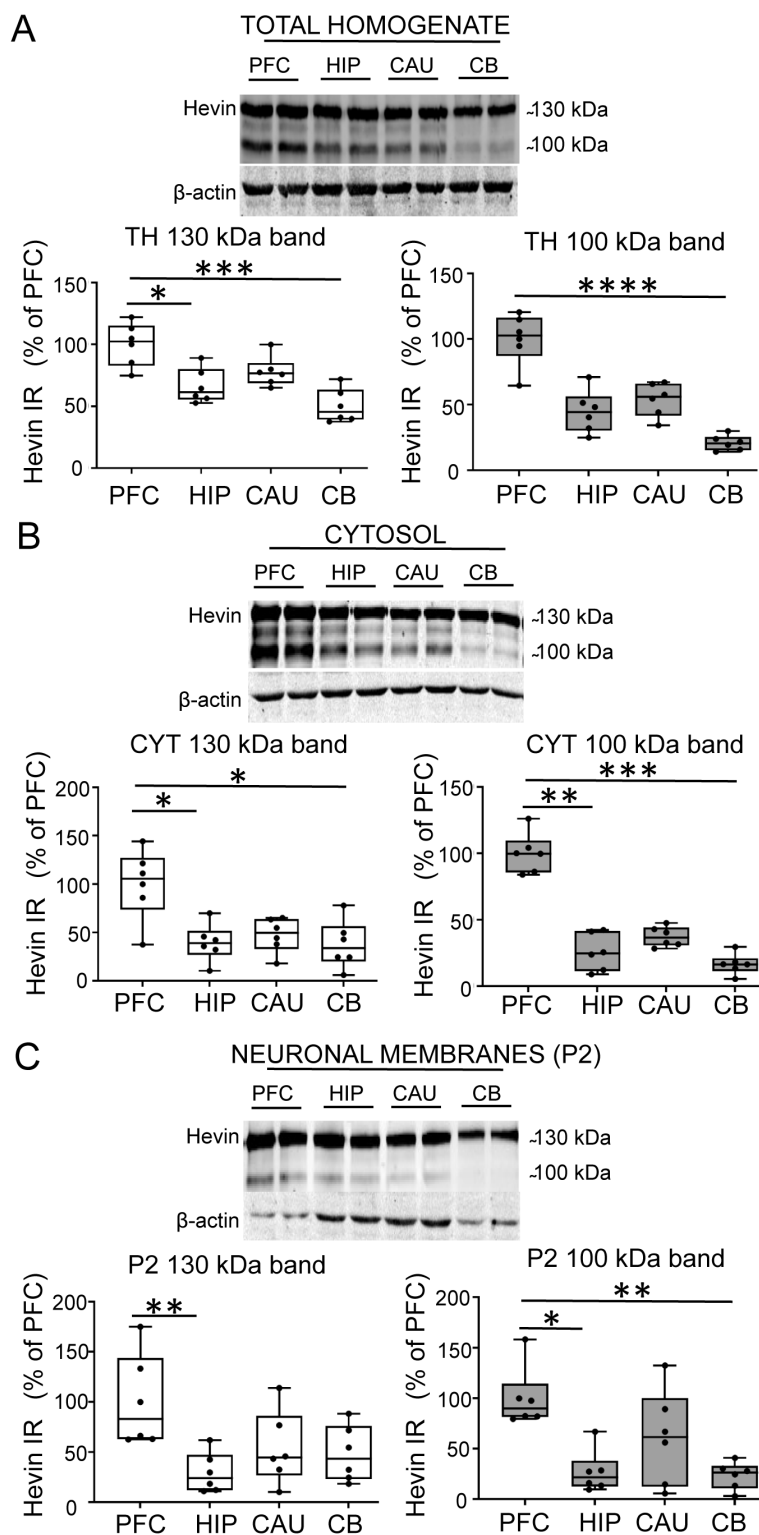 A
TOTAL HOMOGENATE
PFC HIP CAU CB
Hevin ~130 kDa
~100 kDa
β-actin
TH 130 kDa band
Hevin IR (% of PFC)
150
100
50
0
* ***
PFC HIP CAU CB
TH 100 kDa band
Hevin IR (% of PFC)
150
100
50
0
****
PFC HIP CAU CB
B
CYTOSOL
PFC HIP CAU CB
Hevin ~130 kDa
~100 kDa
β-actin
CYT 130 kDa band
Hevin IR (% of PFC)
200
150
100
50
0
* *
PFC HIP CAU CB
CYT 100 kDa band
Hevin IR (% of PFC)
150
100
50
0
** ***
PFC HIP CAU CB
C
NEURONAL MEMBRANES (P2)
PFC HIP CAU CB
Hevin ~130 kDa
~100 kDa
β-actin
P2 130 kDa band
Hevin IR (% of PFC)
200
150
100
50
0
**
PFC HIP CAU CB
P2 100 kDa band
Hevin IR (% of PFC)
200
150
100
50
0
* **
PFC HIP CAU CB